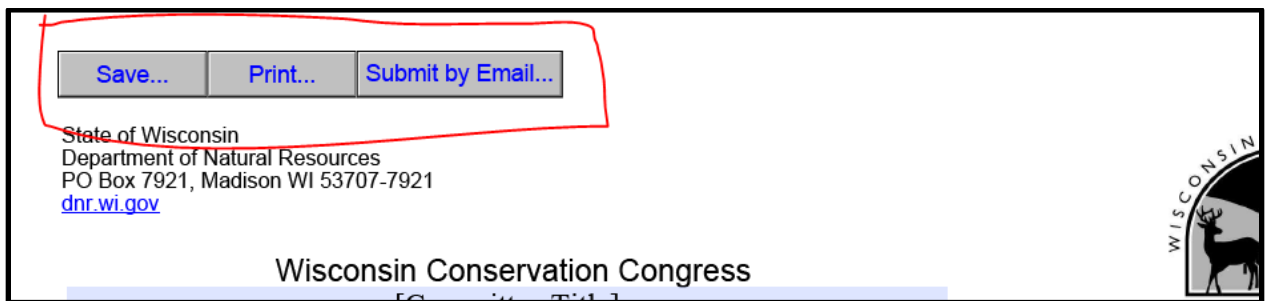 Save... Print... Submit by Email...
State of Wisconsin
Department of Natural Resources
PO Box 7921, Madison WI 53707-7921
dnr.wi.gov
WISCONSIN
Wisconsin Conservation Congress